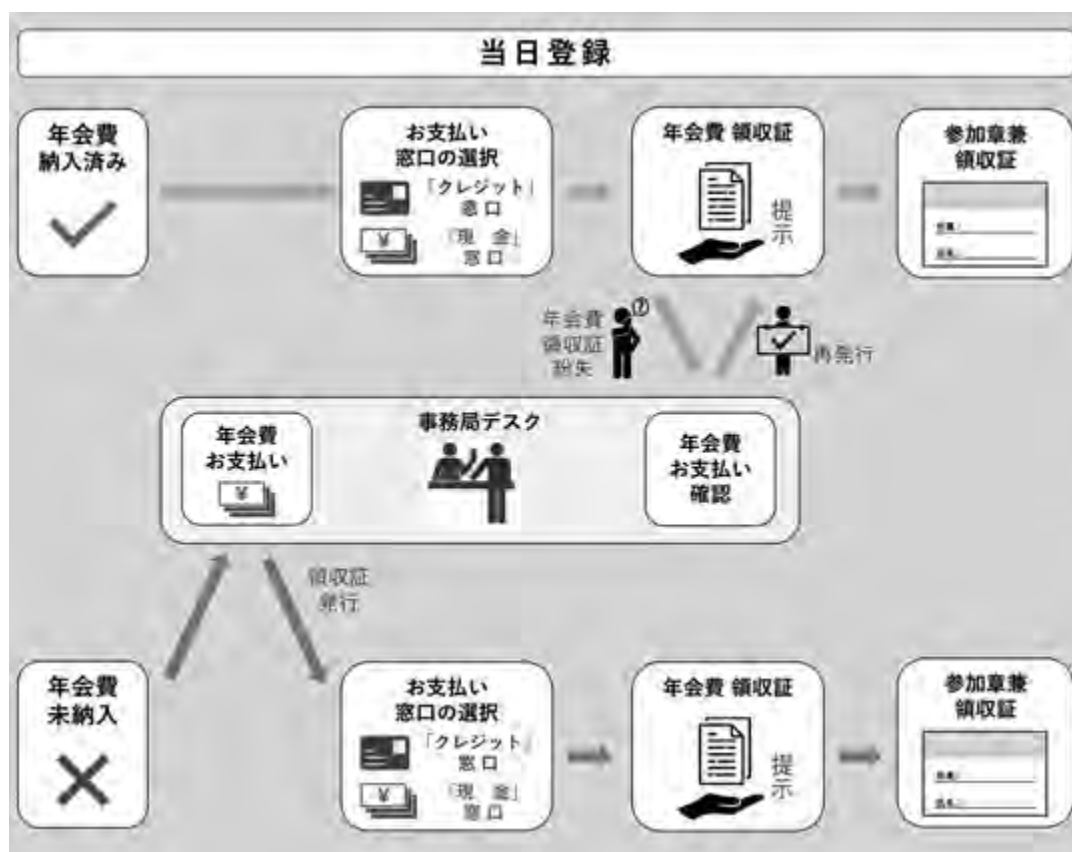 当日登録
年会費
納入済み
お支払い
窓口の選択
「クレジット」
窓口
「現 金」
窓口
年会費 領収証
提示
参加章兼
領収証
氏名:
年会費
領収証
紛失
?
再発行
事務局デスク
年会費
お支払い
¥
年会費
お支払い
確認
領収証
発行
年会費
未納入
お支払い
窓口の選択
「クレジット」
窓口
¥
「現 金」
窓口
年会費 領収証
提示
参加章兼
領収証